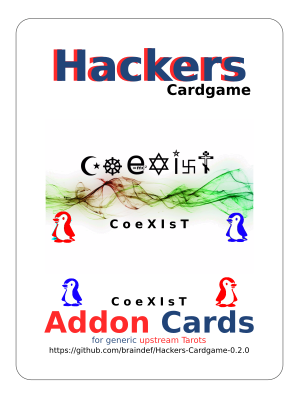 Hackers
Cardgame
CoeXIsT
CoeXIsT
CoeXIsT
Addon Cards
for generic upstream Tarots
https://github.com/braindef/Hackers-Cardgame-0.2.0